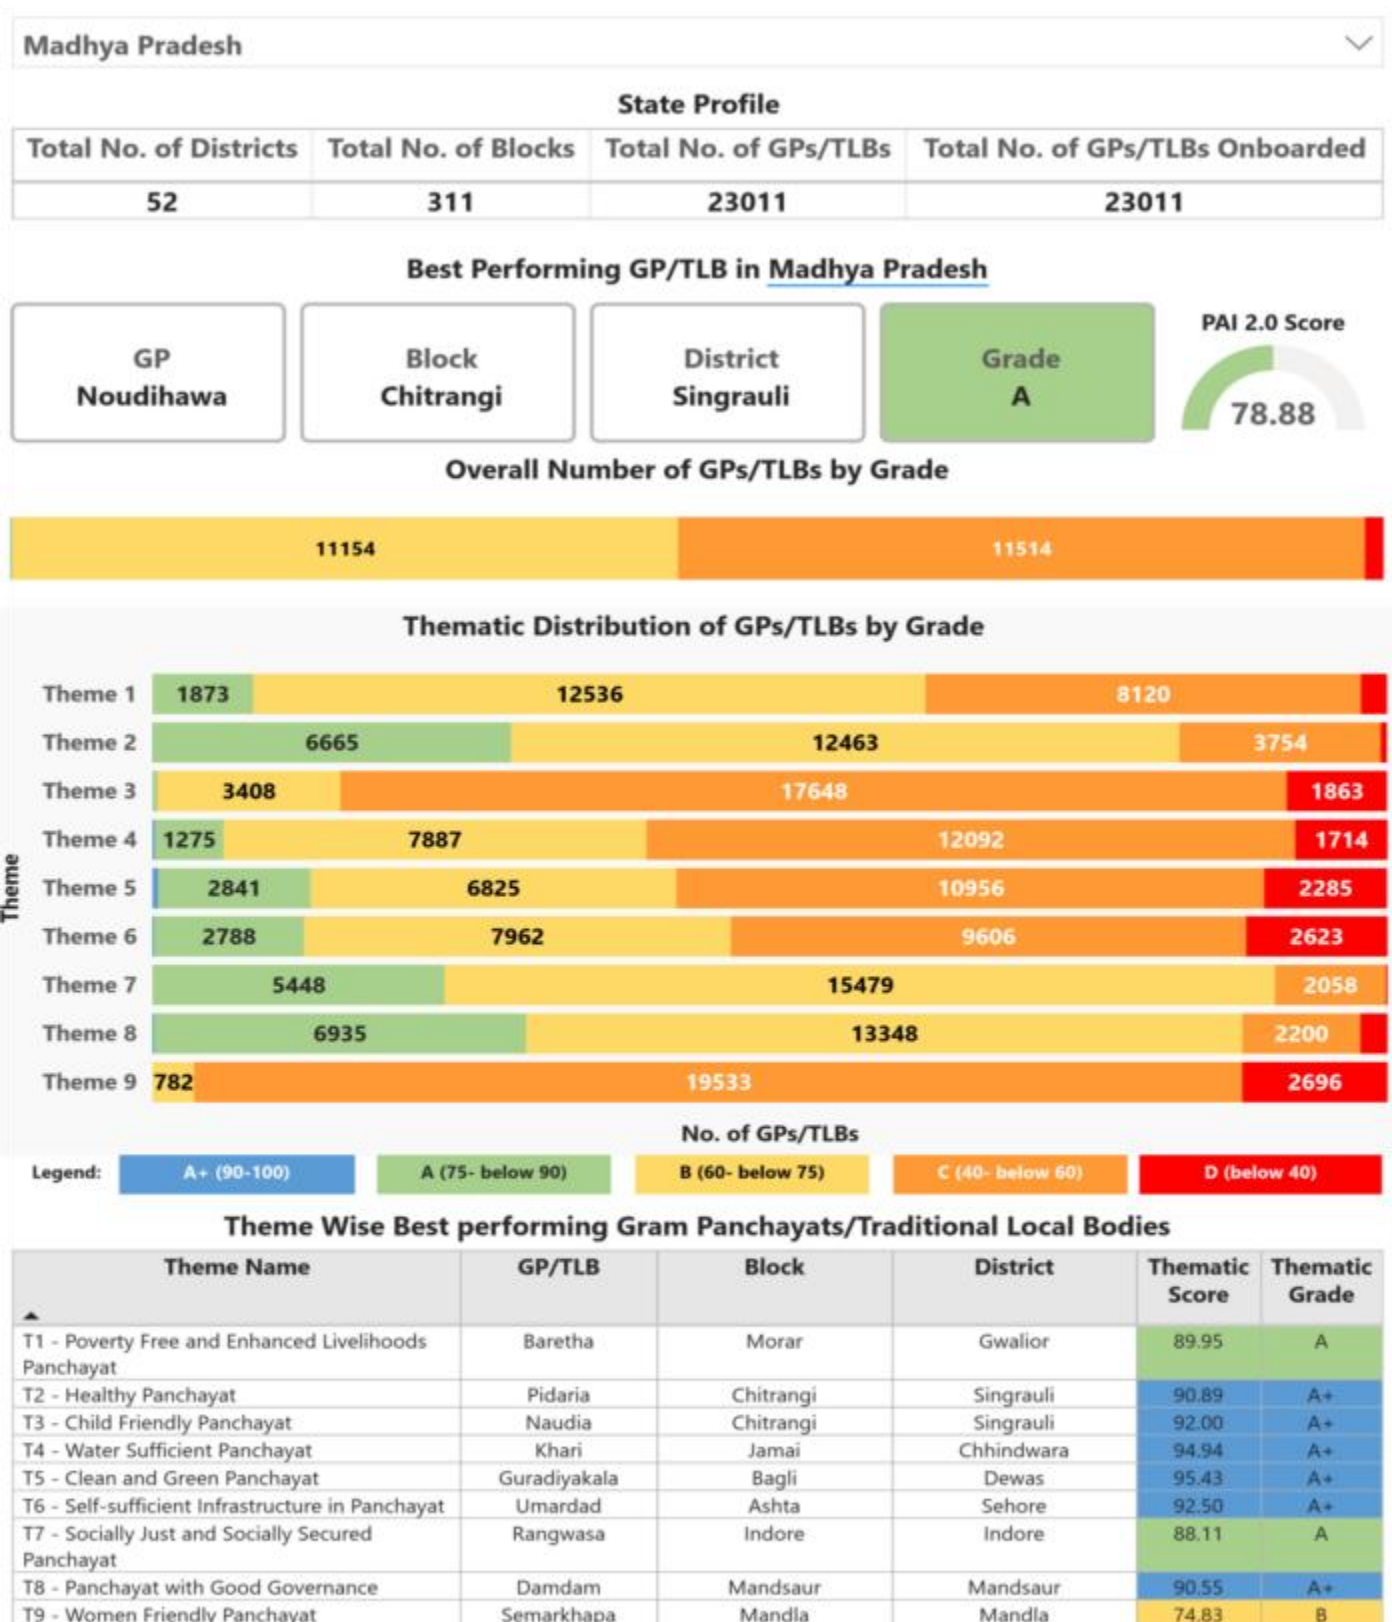 Madhya Pradesh
State Profile
Total No. of Districts Total No. of Blocks Total No. of GPs/TLBs Total No. of GPs/TLBs Onboarded
52 311 23011 23011
Best Performing GP/TLB in Madhya Pradesh
PAI 2.0 Score
GP Block District Grade
Noudihawa Chitrangi Singrauli A
78.88
Overall Number of GPs/TLBs by Grade
11154 11514
Thematic Distribution of GPs/TLBs by Grade
Theme
Theme 1 1873 12536 8120
Theme 2 6665 12463 3754
Theme 3 3408 17648 1863
Theme 4 1275 7887 12092 1714
Theme 5 2841 6825 10956 2285
Theme 6 2788 7962 9606 2623
Theme 7 5448 15479 2058
Theme 8 6935 13348 2200
Theme 9 782 19533 2696
No. of GPs/TLBs
Legend: A+ (90-100) A (75- below 90) B (60- below 75) C (40- below 60) D (below 40)
Theme Wise Best performing Gram Panchayats/Traditional Local Bodies
Theme Name GP/TLB Block District Thematic Thematic
Score Grade
T1 - Poverty Free and Enhanced Livelihoods Baretha Morar Gwalior 89.95 A
Panchayat
T2 - Healthy Panchayat Pidaria Chitrangi Singrauli 90.89 A+
T3 - Child Friendly Panchayat Naudia Chitrangi Singrauli 92.00 A+
T4 - Water Sufficient Panchayat Khari Jamai Chhindwara 94.94 A+
T5 - Clean and Green Panchayat Guradiyakala Bagli Dewas 95.43 A+
T6 - Self-sufficient Infrastructure in Panchayat Umardad Ashta Sehore 92.50 A+
T7 - Socially Just and Socially Secured Rangwasa Indore Indore 88.11 A
Panchayat
T8 - Panchayat with Good Governance Damdam Mandsaur Mandsaur 90.55 A+
T9 - Women Friendly Panchayat Semarkhapa Mandla Mandla 74.83 B